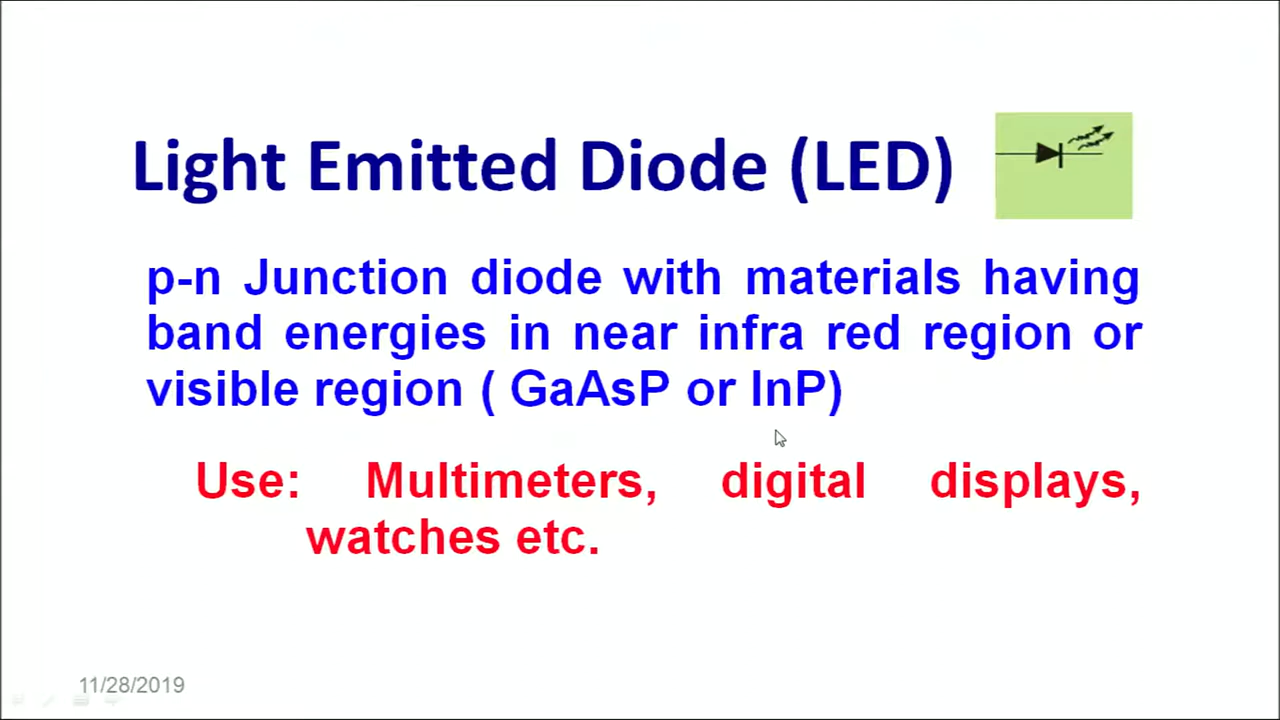 Light Emitted Diode (LED)
p-n Junction diode with materials having
band energies in near infra red region or
visible region ( GaAsP or InP)
Use: Multimeters, digital displays,
watches etc.
11/28/2019